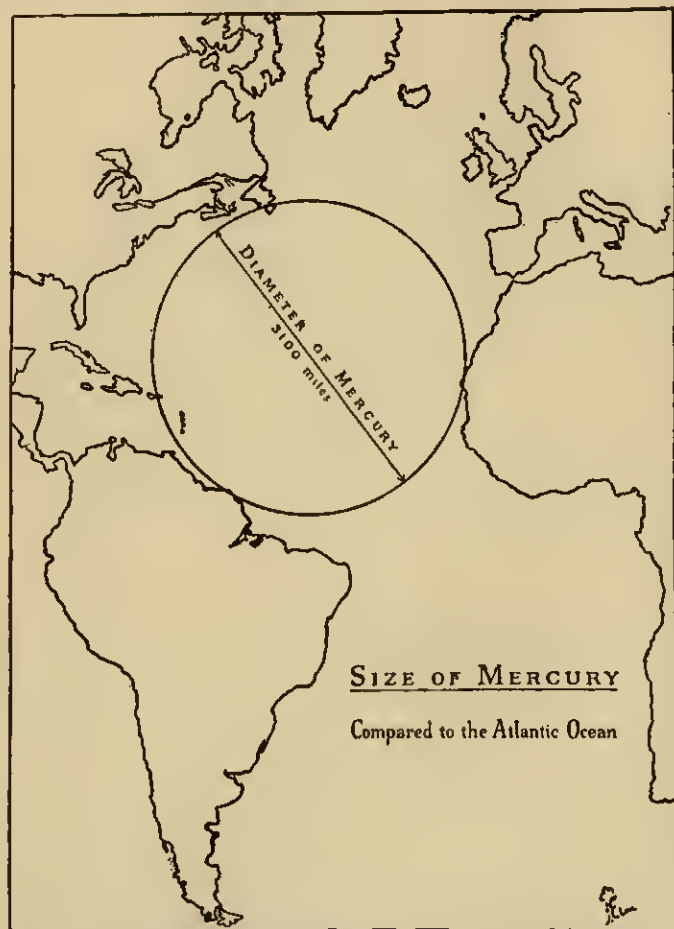 DIAMETER OF MERCURY
3100 miles
SIZE OF MERCURY
Compared to the Atlantic Ocean